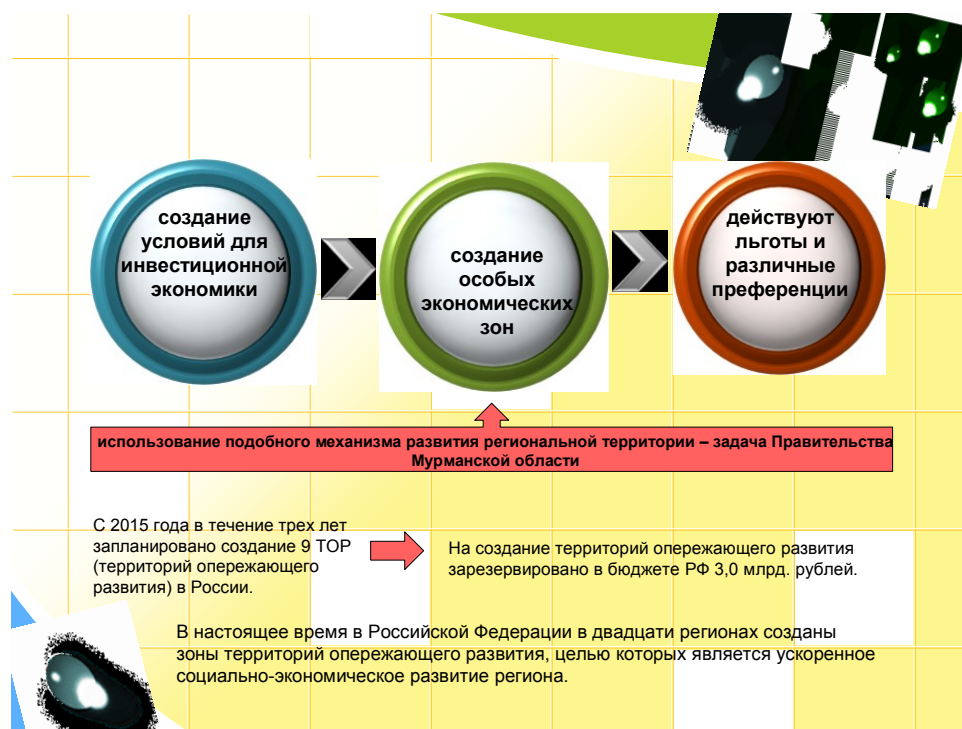 создание
условий для
инвестиционной
экономики
создание
особых
экономических
зон
действуют
льготы и
различные
преференции
использование подобного механизма развития региональной территории – задача Правительства
Мурманской области
С 2015 года в течение трех лет
запланировано создание 9 ТОР
(территорий опережающего
развития) в России.
На создание территорий опережающего развития
зарезервировано в бюджете РФ 3,0 млрд. рублей.
В настоящее время в Российской Федерации в двадцати регионах созданы
зоны территорий опережающего развития, целью которых является ускоренное
социально-экономическое развитие региона.